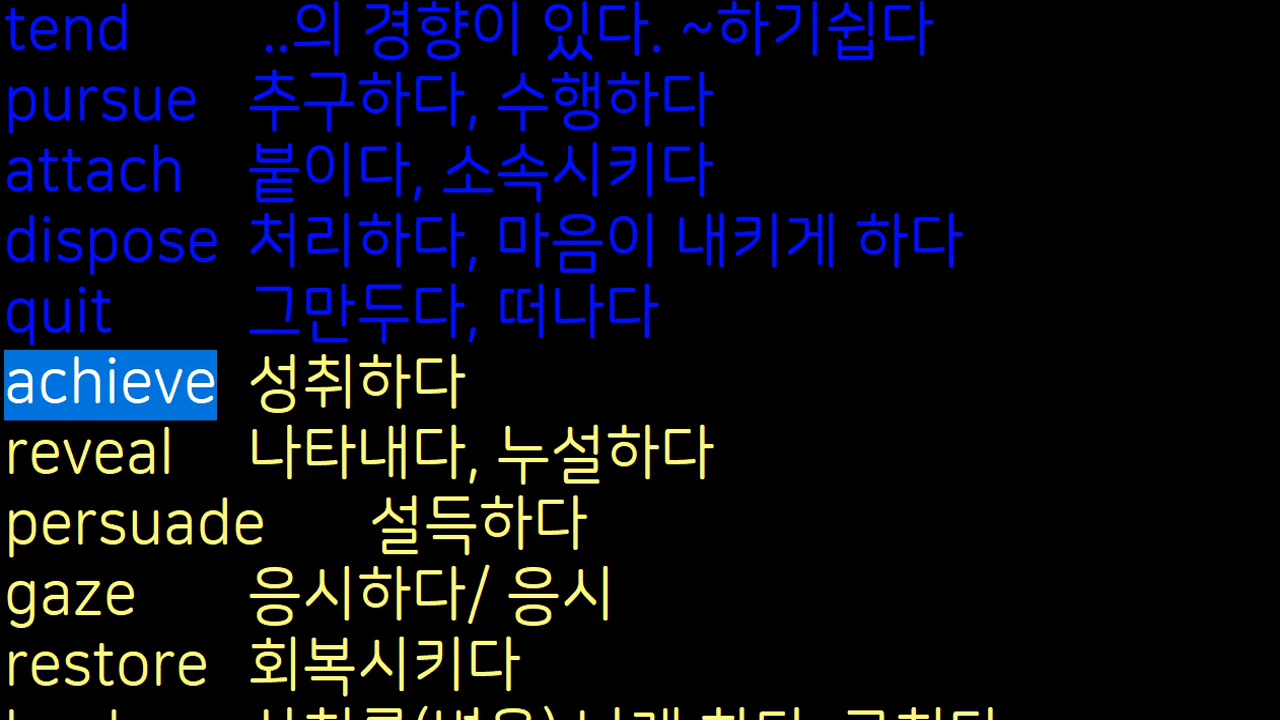 tend ..의 경향이 있다. ~하기쉽다
pursue 추구하다, 수행하다
attach 붙이다, 소속시키다
dispose 처리하다, 마음이 내키게 하다
quit 그만두다, 떠나다
achieve 성취하다
reveal 나타내다, 누설하다
persuade 설득하다
gaze 응시하다/ 응시
restore 회복시키다